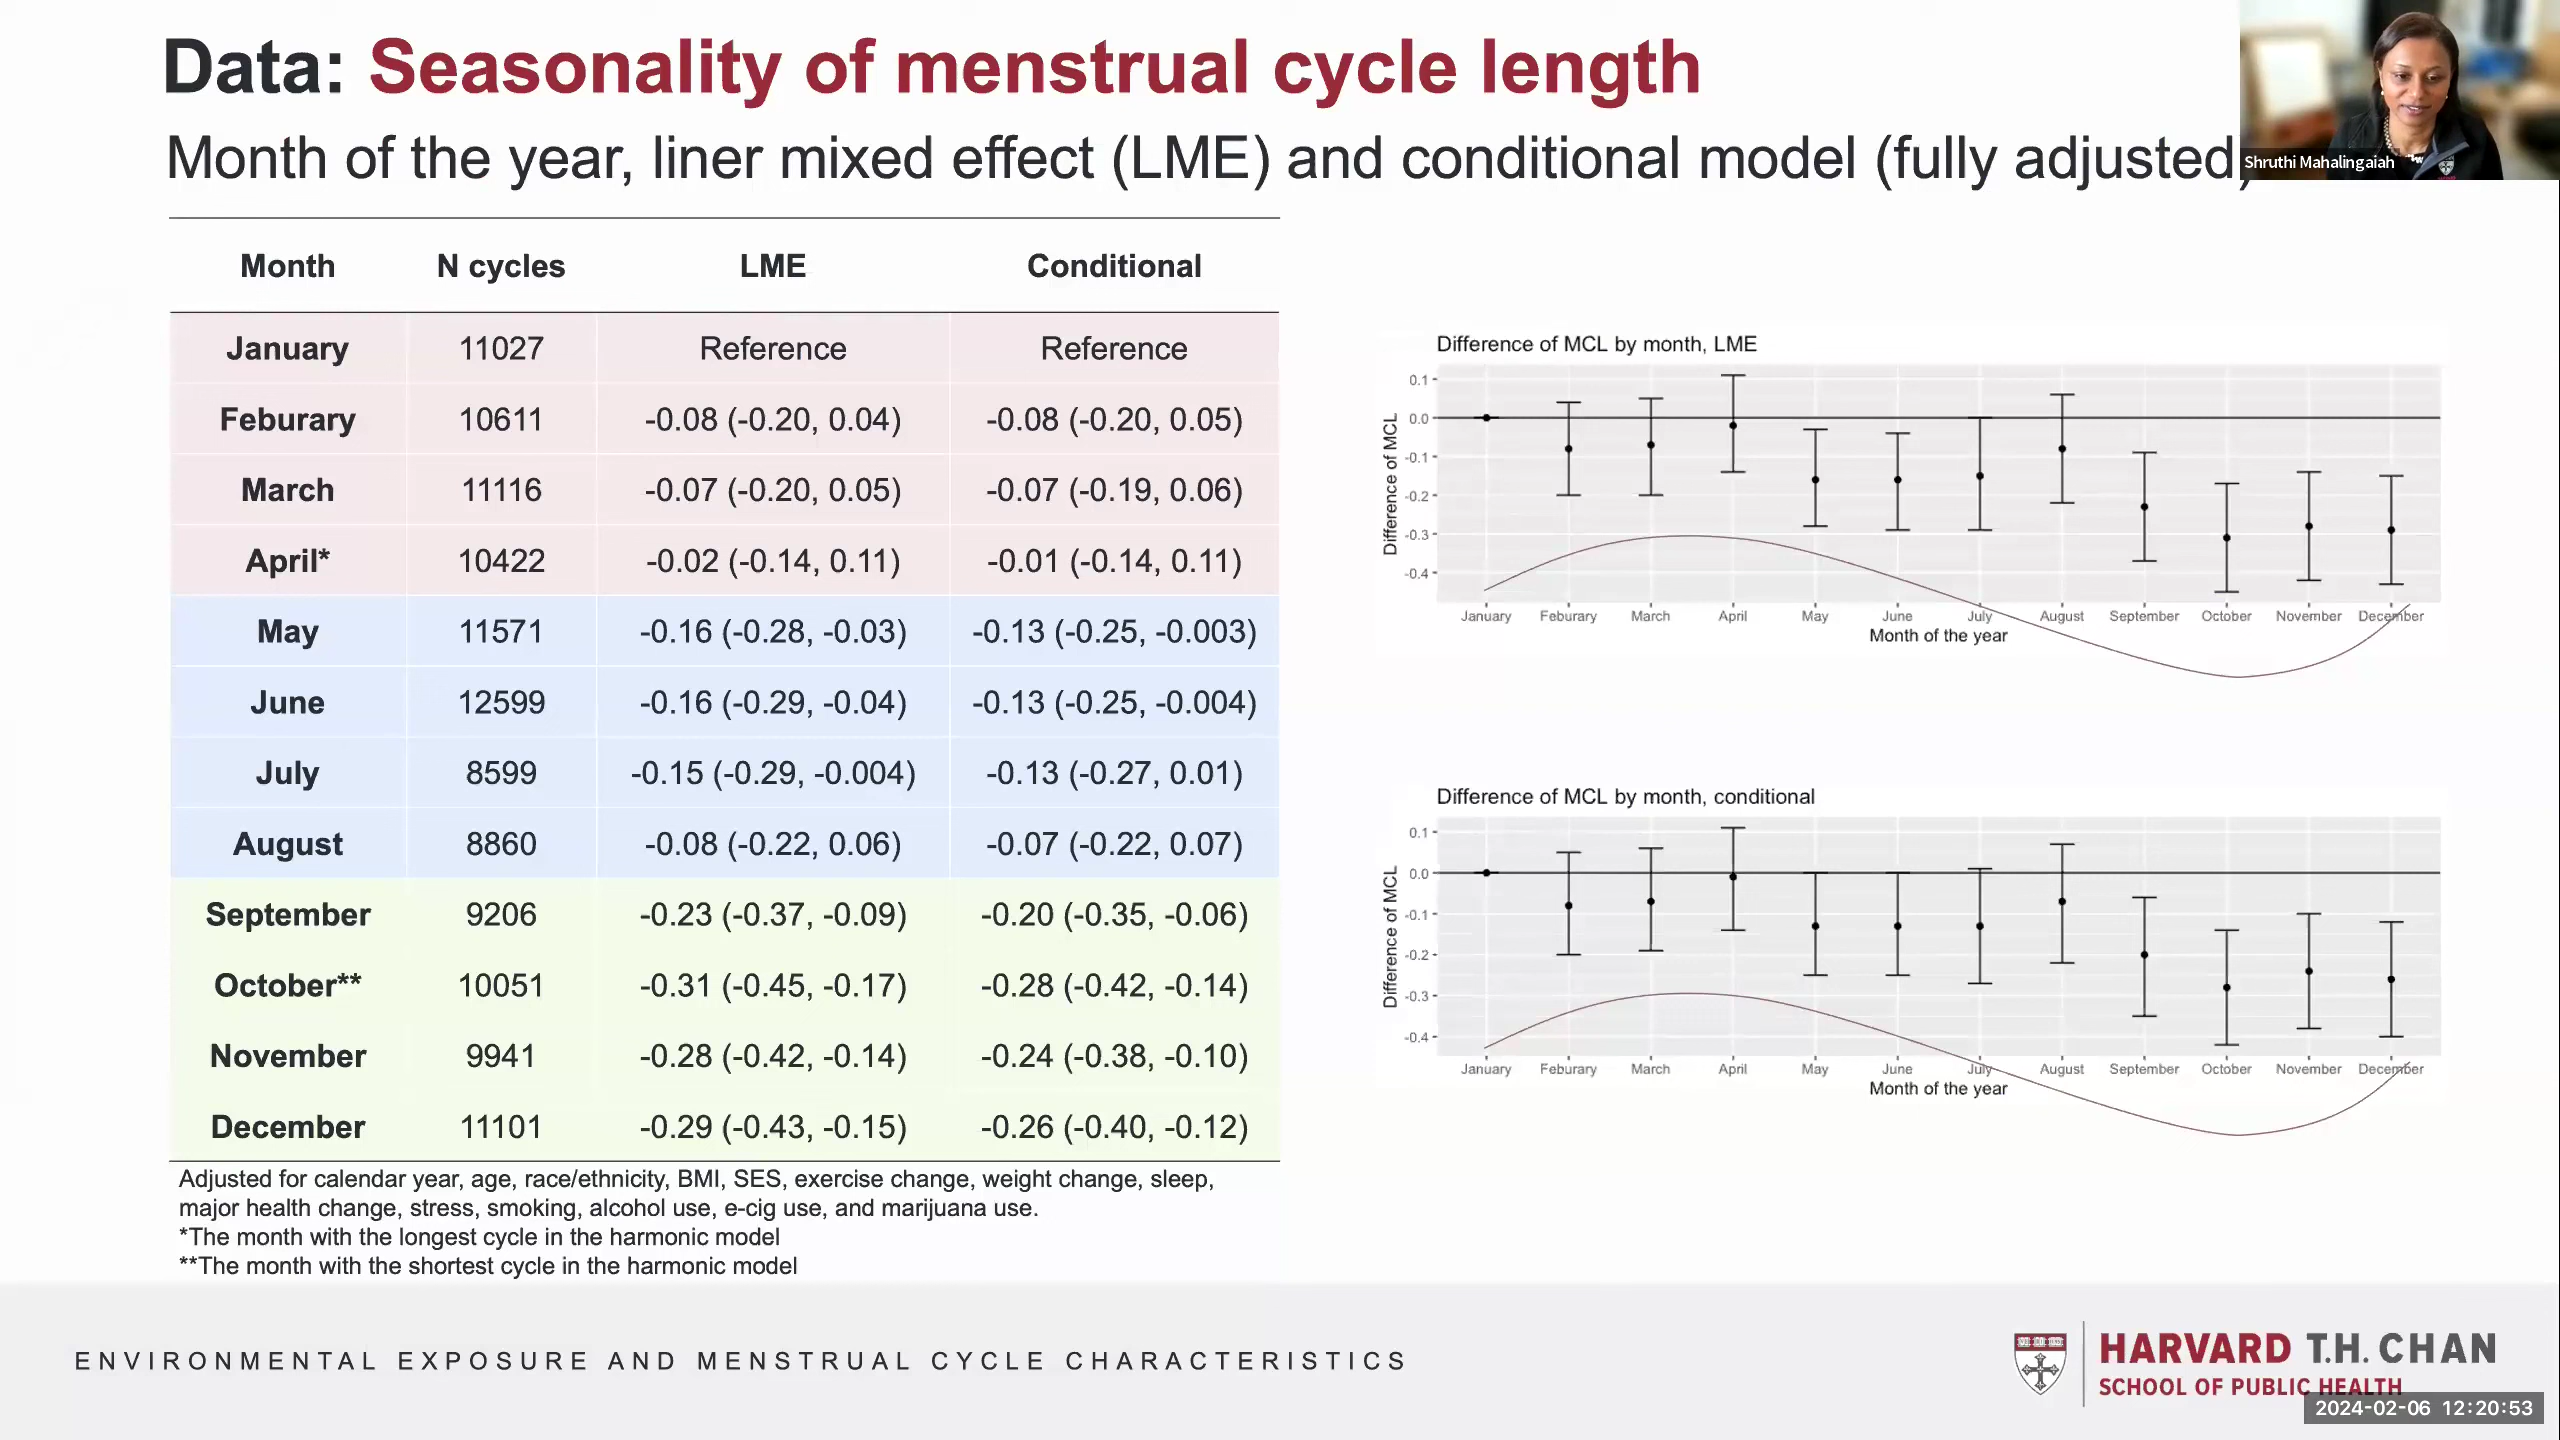 Data: Seasonality of menstrual cycle length
Month of the year, liner mixed effect (LME) and conditional model (fully adjusted)
Shruthi Mahalingaiah
Month N cycles LME Conditional
January 11027 Reference Reference
Feburary 10611 -0.08 (-0.20, 0.04) -0.08 (-0.20, 0.05)
March 11116 -0.07 (-0.20, 0.05) -0.07 (-0.19, 0.06)
April* 10422 -0.02 (-0.14, 0.11) -0.01 (-0.14, 0.11)
May 11571 -0.16 (-0.28, -0.03) -0.13 (-0.25, -0.003)
June 12599 -0.16 (-0.29, -0.04) -0.13 (-0.25, -0.004)
July 8599 -0.15 (-0.29, -0.004) -0.13 (-0.27, 0.01)
August 8860 -0.08 (-0.22, 0.06) -0.07 (-0.22, 0.07)
September 9206 -0.23 (-0.37, -0.09) -0.20 (-0.35, -0.06)
October** 10051 -0.31 (-0.45, -0.17) -0.28 (-0.42, -0.14)
November 9941 -0.28 (-0.42, -0.14) -0.24 (-0.38, -0.10)
December 11101 -0.29 (-0.43, -0.15) -0.26 (-0.40, -0.12)
Adjusted for calendar year, age, race/ethnicity, BMI, SES, exercise change, weight change, sleep,
major health change, stress, smoking, alcohol use, e-cig use, and marijuana use.
*The month with the longest cycle in the harmonic model
**The month with the shortest cycle in the harmonic model
Difference of MCL by month, LME
Difference of MCL
0.1
0.0
-0.1
-0.2
-0.3
-0.4
January Feburary March April May June July August September October November December
Month of the year
Difference of MCL by month, conditional
Difference of MCL
0.1
0.0
-0.1
-0.2
-0.3
-0.4
January Feburary March April May June July August September October November December
Month of the year
ENVIRONMENTAL EXPOSURE AND MENSTRUAL CYCLE CHARACTERISTICS
HARVARD T.H. CHAN
SCHOOL OF PUBLIC HEALTH
2024-02-06 12:20:53